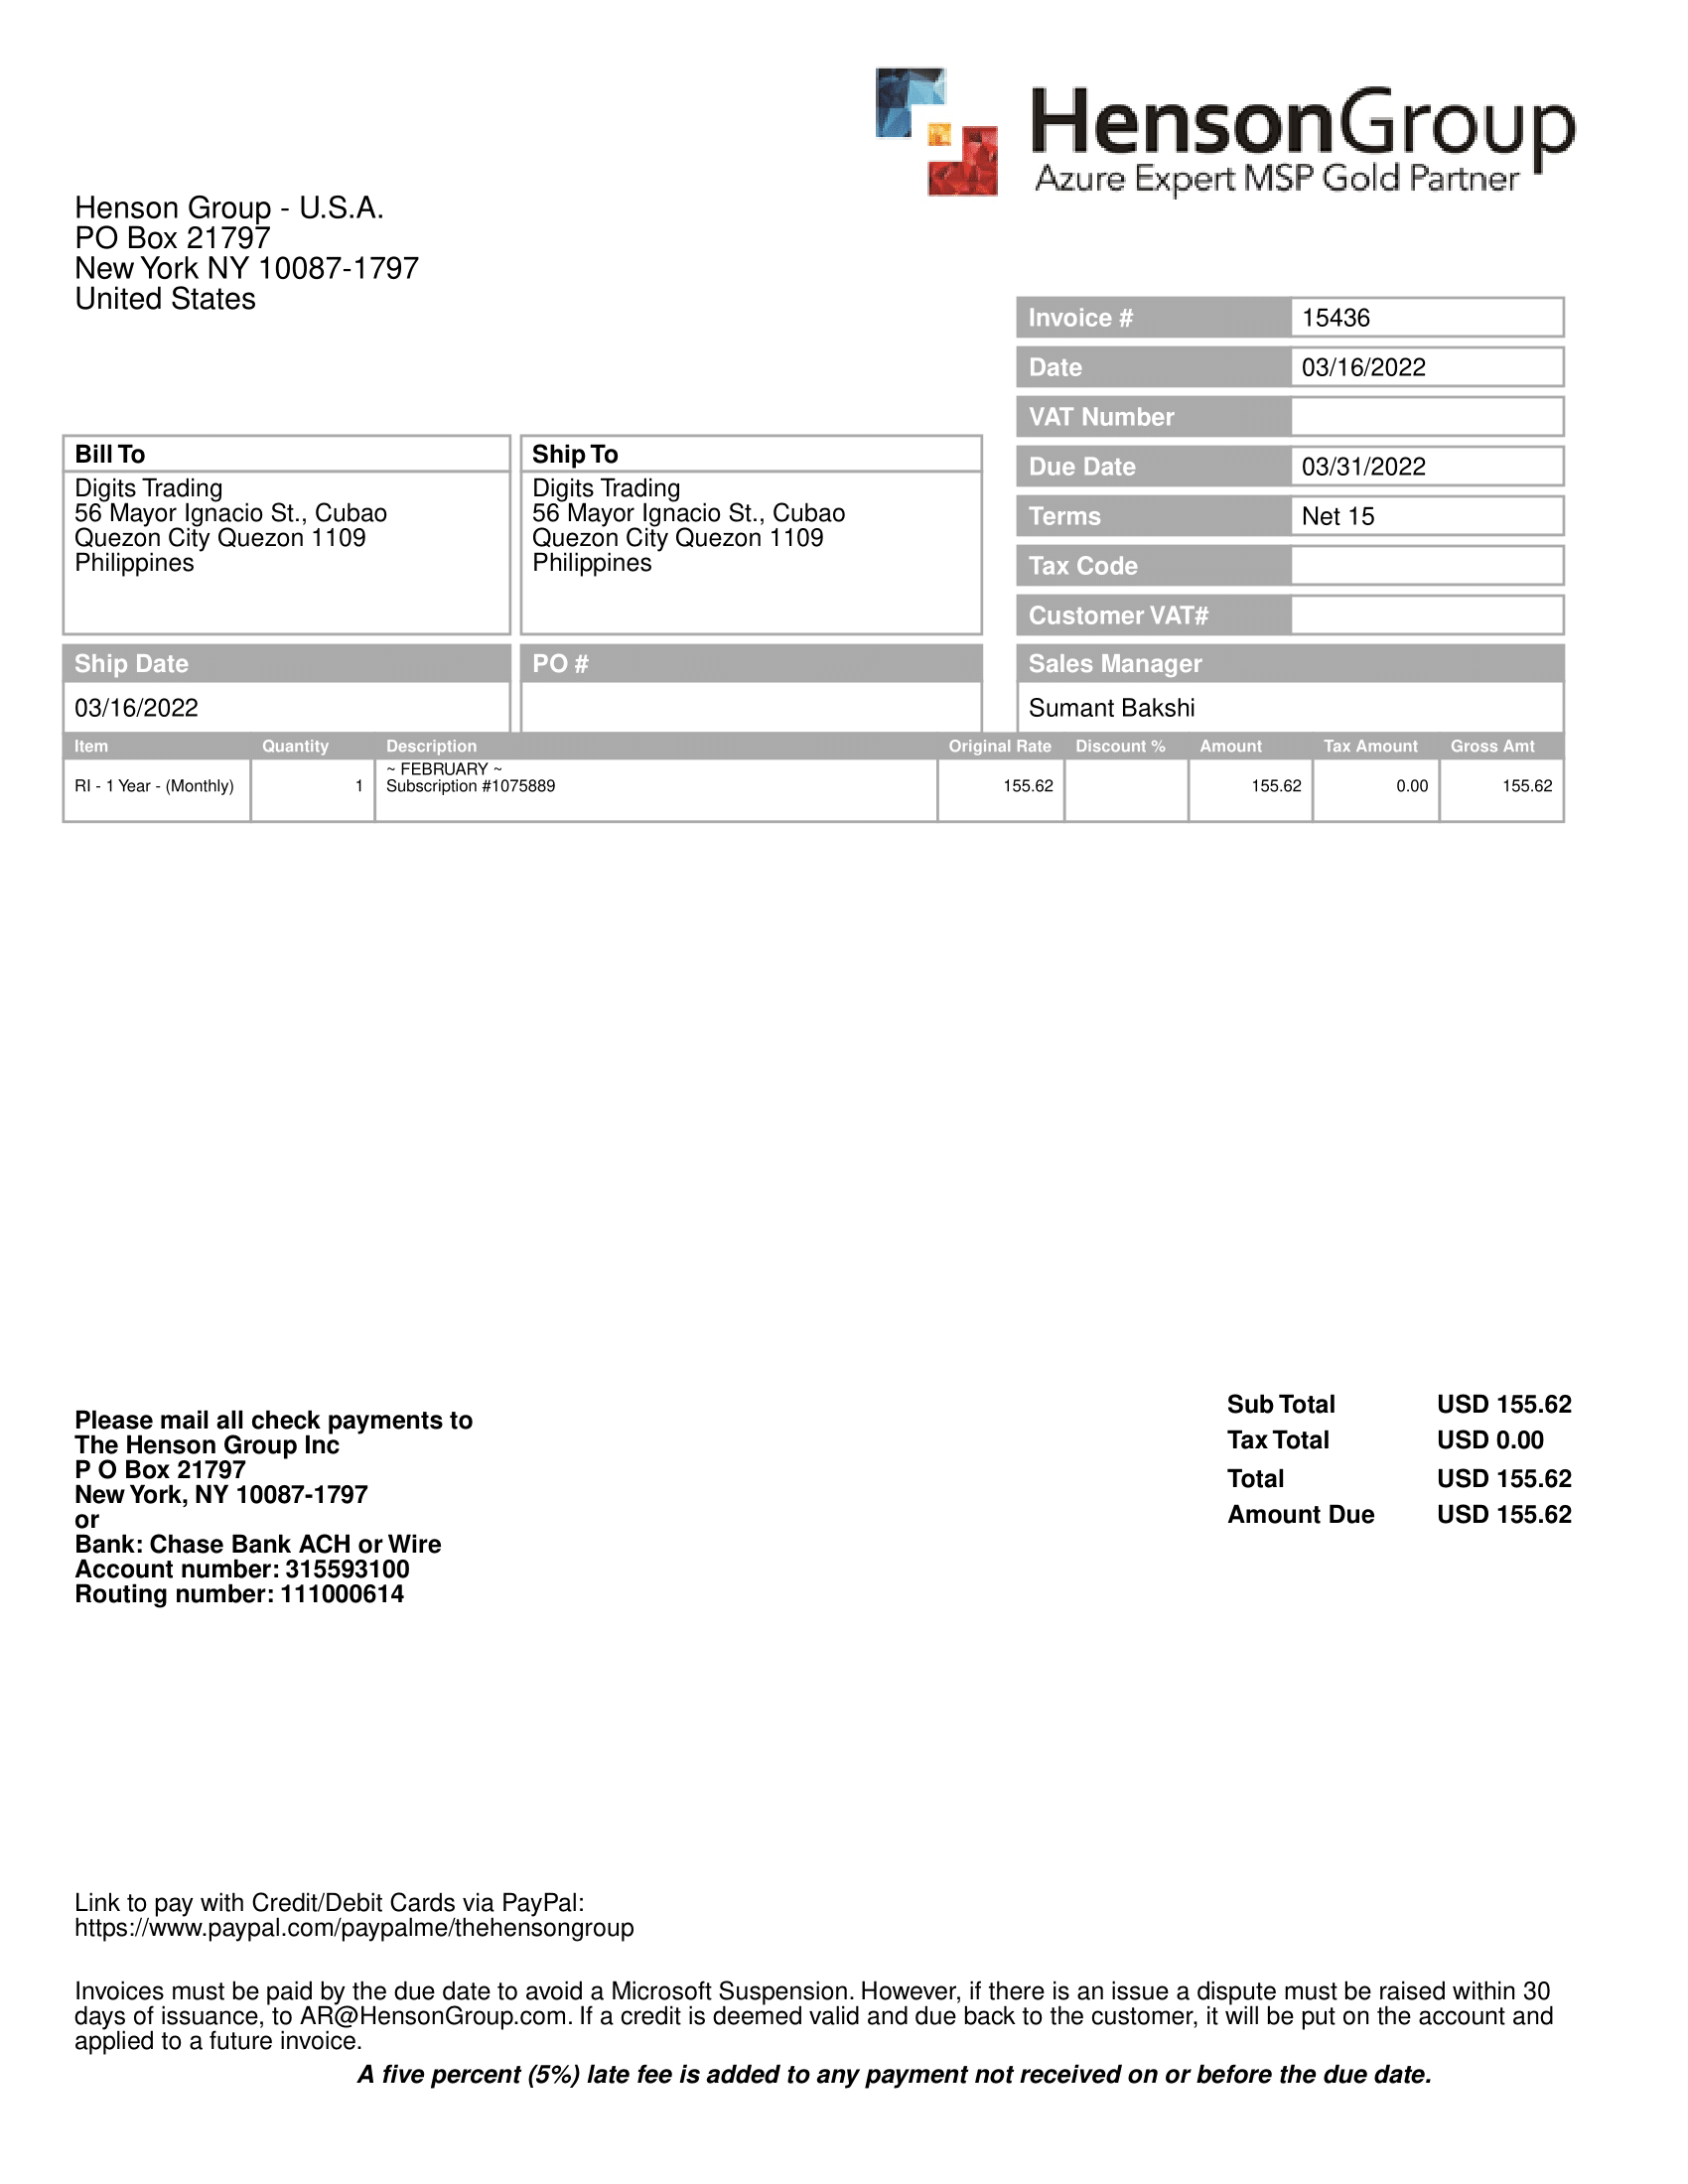 HensonGroup
Azure Expert MSP Gold Partner
Henson Group - U.S.A.
PO Box 21797
New York NY 10087-1797
United States
Invoice # 15436
Date 03/16/2022
VAT Number
Due Date 03/31/2022
Terms Net 15
Tax Code
Customer VAT#
Bill To
Digits Trading
56 Mayor Ignacio St., Cubao
Quezon City Quezon 1109
Philippines
Ship To
Digits Trading
56 Mayor Ignacio St., Cubao
Quezon City Quezon 1109
Philippines
Ship Date PO # Sales Manager
03/16/2022 Sumant Bakshi
Item Quantity Description Original Rate Discount % Amount Tax Amount Gross Amt
~ FEBRUARY ~
RI - 1 Year - (Monthly) 1 Subscription #1075889 155.62 155.62 0.00 155.62
Sub Total USD 155.62
Tax Total USD 0.00
Total USD 155.62
Amount Due USD 155.62
Please mail all check payments to
The Henson Group Inc
P O Box 21797
New York, NY 10087-1797
or
Bank: Chase Bank ACH or Wire
Account number: 315593100
Routing number: 111000614
Link to pay with Credit/Debit Cards via PayPal:
https://www.paypal.com/paypalme/thehensongroup
Invoices must be paid by the due date to avoid a Microsoft Suspension. However, if there is an issue a dispute must be raised within 30
days of issuance, to AR@HensonGroup.com. If a credit is deemed valid and due back to the customer, it will be put on the account and
applied to a future invoice.
A five percent (5%) late fee is added to any payment not received on or before the due date.